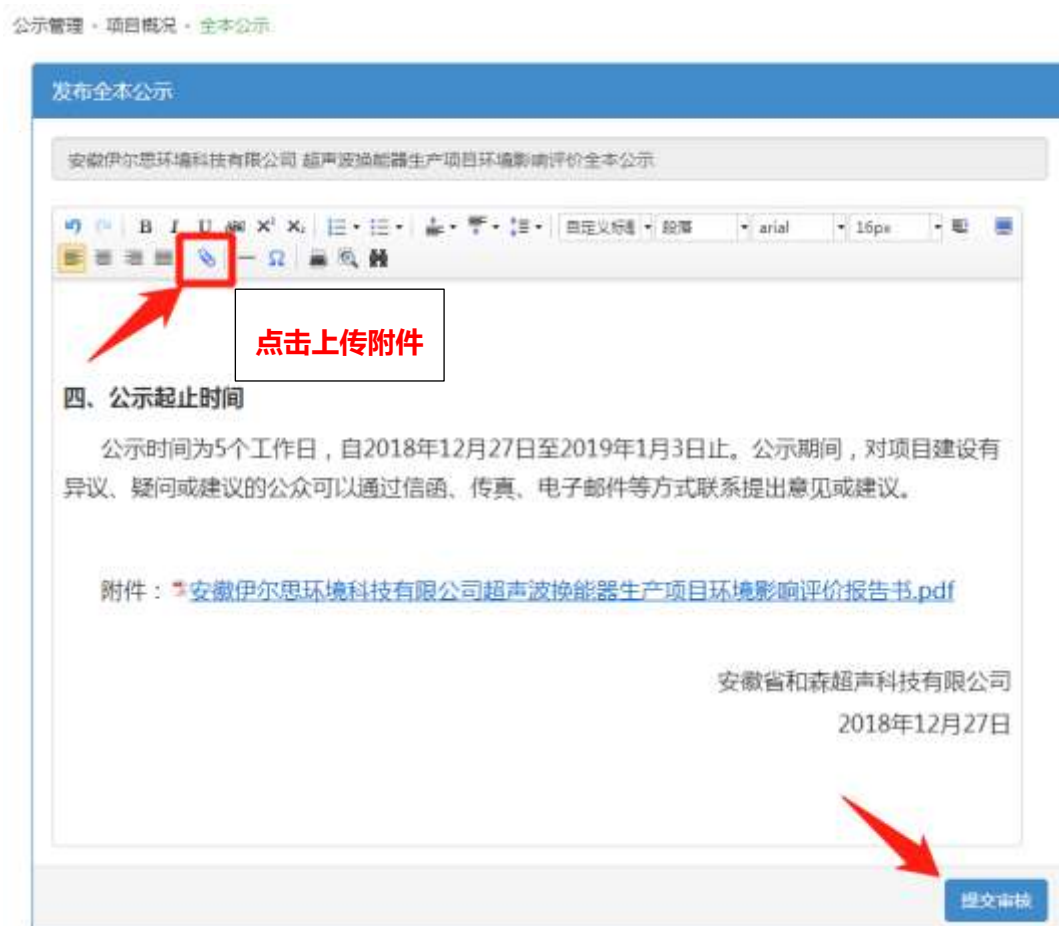 公示管理 - 项目概况 - 全本公示
发布全本公示
安徽伊尔思环境科技有限公司 超声波换能器生产项目环境影响评价全本公示
B I U ABC X² X₂ 自定义标题 段落 arial 16px
Ω
点击上传附件
四、公示起止时间
公示时间为5个工作日，自2018年12月27日至2019年1月3日止。公示期间，对项目建设有
异议、疑问或建议的公众可以通过信函、传真、电子邮件等方式联系提出意见或建议。
附件：安徽伊尔思环境科技有限公司超声波换能器生产项目环境影响评价报告书.pdf
安徽省和森超声科技有限公司
2018年12月27日
提交审核